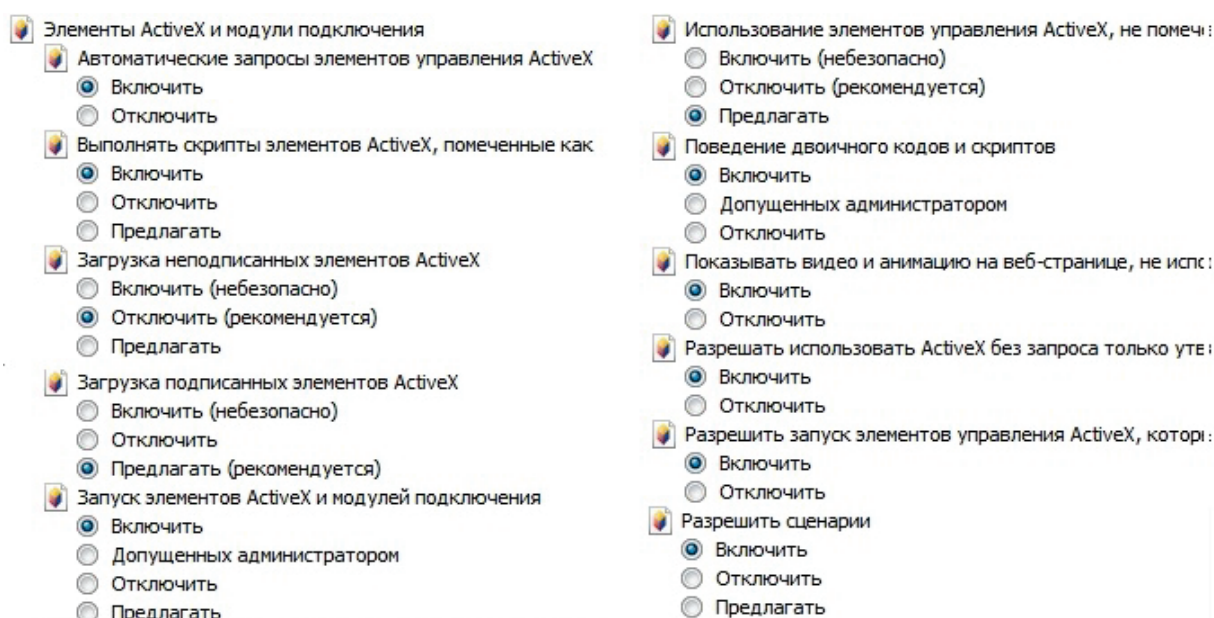 Элементы ActiveX и модули подключения
Автоматические запросы элементов управления ActiveX
Включить
Отключить
Выполнять скрипты элементов ActiveX, помеченные как
Включить
Отключить
Предлагать
Загрузка неподписанных элементов ActiveX
Включить (небезопасно)
Отключить (рекомендуется)
Предлагать
Загрузка подписанных элементов ActiveX
Включить (небезопасно)
Отключить
Предлагать (рекомендуется)
Запуск элементов ActiveX и модулей подключения
Включить
Допущенных администратором
Отключить
Предлагать
Использование элементов управления ActiveX, не
Включить (небезопасно)
Отключить (рекомендуется)
Предлагать
Поведение двоичного кодов и скриптов
Включить
Допущенных администратором
Отключить
Показывать видео и анимацию на веб-странице, не
Включить
Отключить
Разрешать использовать ActiveX без запроса только
Включить
Отключить
Разрешить запуск элементов управления ActiveX,
Включить
Отключить
Разрешить сценарии
Включить
Отключить
Предлагать